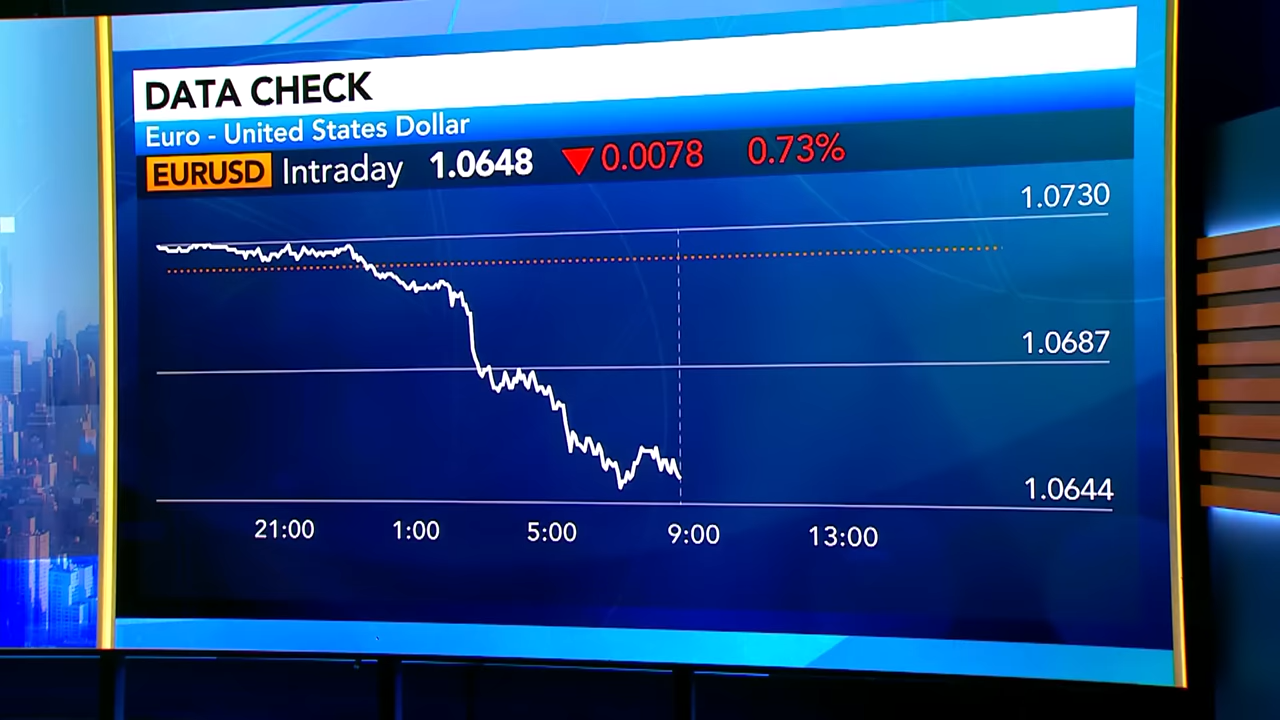 DATA CHECK
Euro - United States Dollar
EURUSD Intraday 1.0648 ▼0.0078 0.73%
1.0730
1.0687
1.0644
21:00 1:00 5:00 9:00 13:00